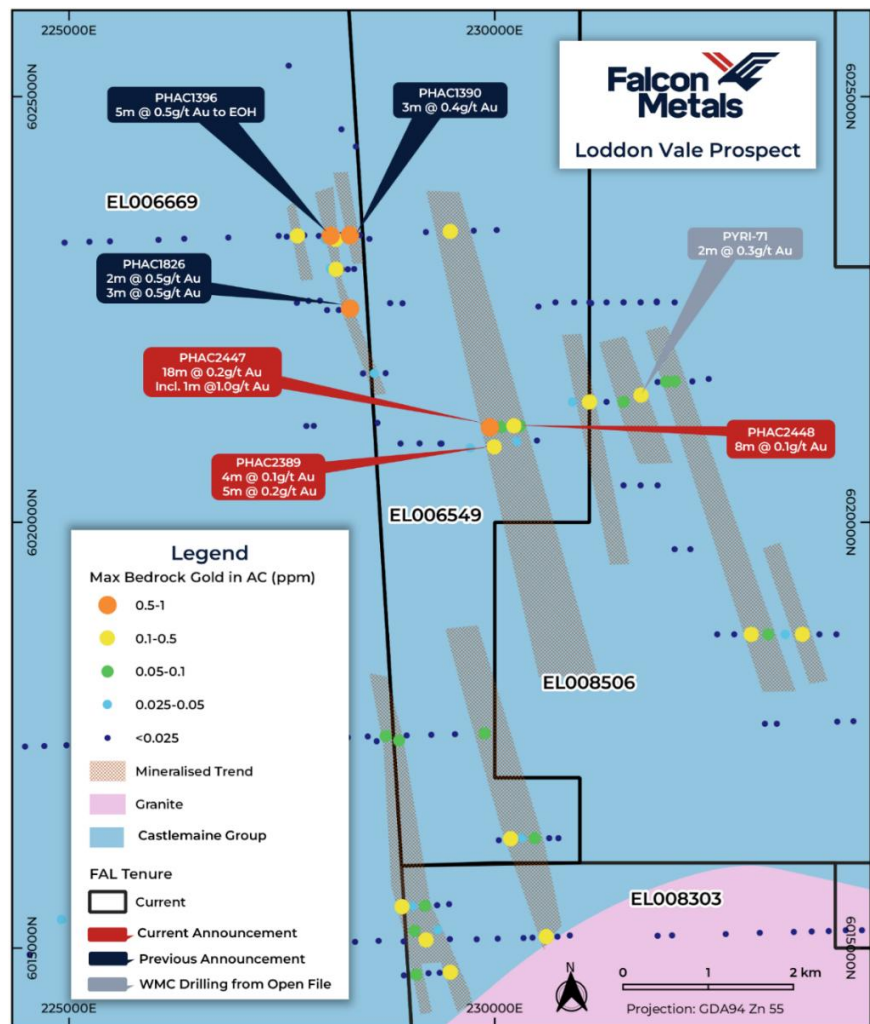 225000E
230000E
6025000N
6025000N
Falcon
Metals
Loddon Vale Prospect
PHAC1396
5m @ 0.5g/t Au to EOH
PHAC1390
3m @ 0.4g/t Au
EL006669
PYRI-71
2m @ 0.3g/t Au
PHAC1826
2m @ 0.5g/t Au
3m @ 0.5g/t Au
PHAC2447
18m @ 0.2g/t Au
Incl. 1m @1.0g/t Au
PHAC2448
8m @ 0.1g/t Au
PHAC2389
4m @ 0.1g/t Au
5m @ 0.2g/t Au
EL006549
6020000N
6020000N
Legend
Max Bedrock Gold in AC (ppm)
0.5-1
0.1-0.5
0.05-0.1
0.025-0.05
<0.025
Mineralised Trend
Granite
Castlemaine Group
FAL Tenure
Current
Current Announcement
Previous Announcement
WMC Drilling from Open File
EL008506
EL008303
6015000N
6015000N
N
0 1 2 km
Projection: GDA94 Zn 55
225000E
230000E